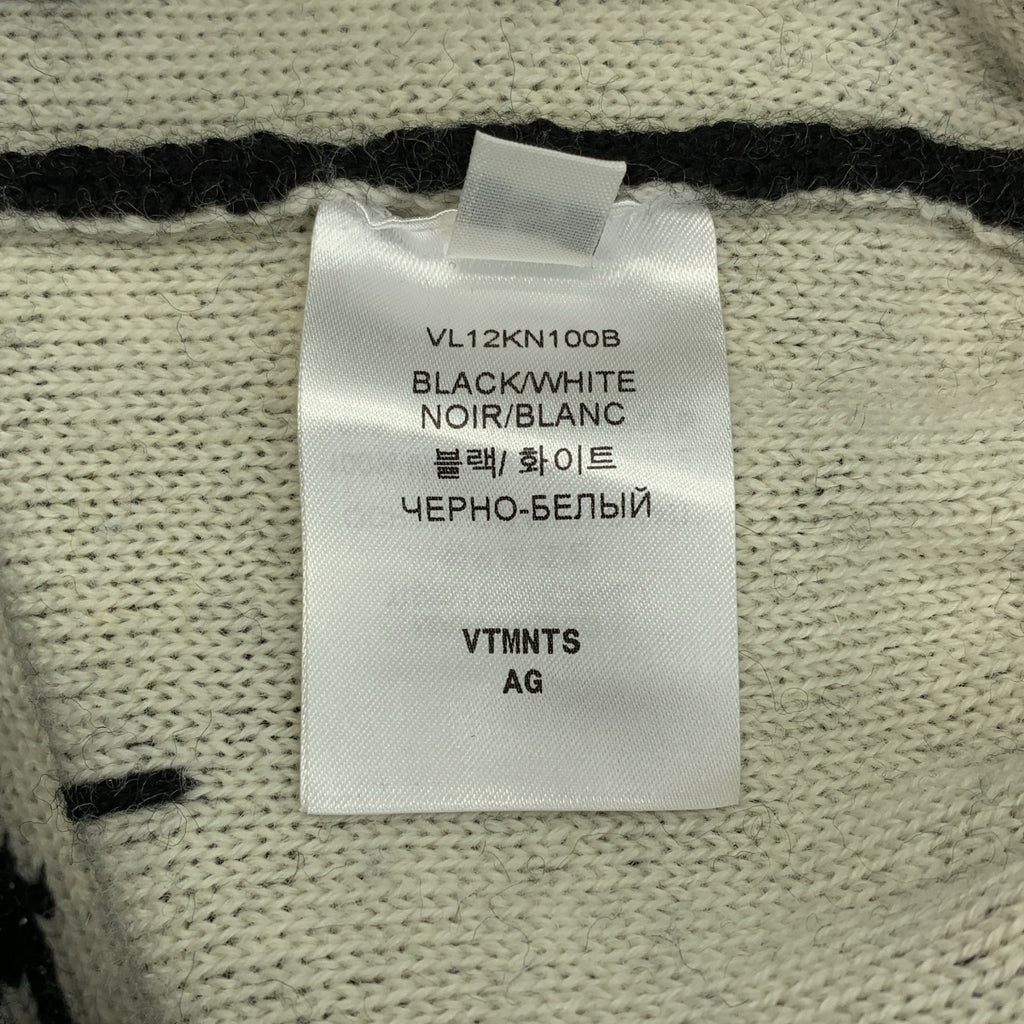 VL12KN100B
BLACK/WHITE
NOIR/BLANC
블랙/ 화이트
ЧЕРНО-БЕЛЫЙ
VTMNTS
AG